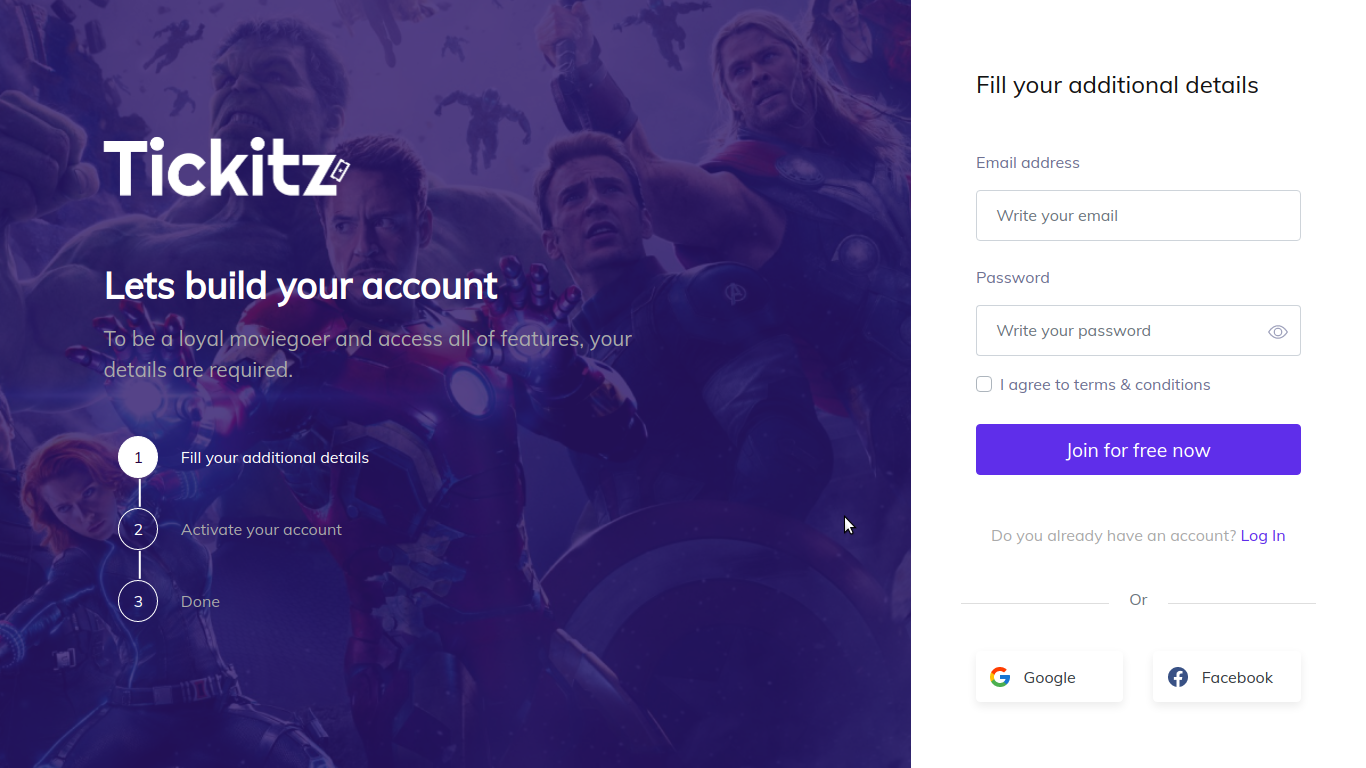 Tickitz
Lets build your account
To be a loyal moviegoer and access all of features, your
details are required.
1 Fill your additional details
2 Activate your account
3 Done
Fill your additional details
Email address
Write your email
Password
Write your password
I agree to terms & conditions
Join for free now
Do you already have an account? Log In
Or
Google
Facebook